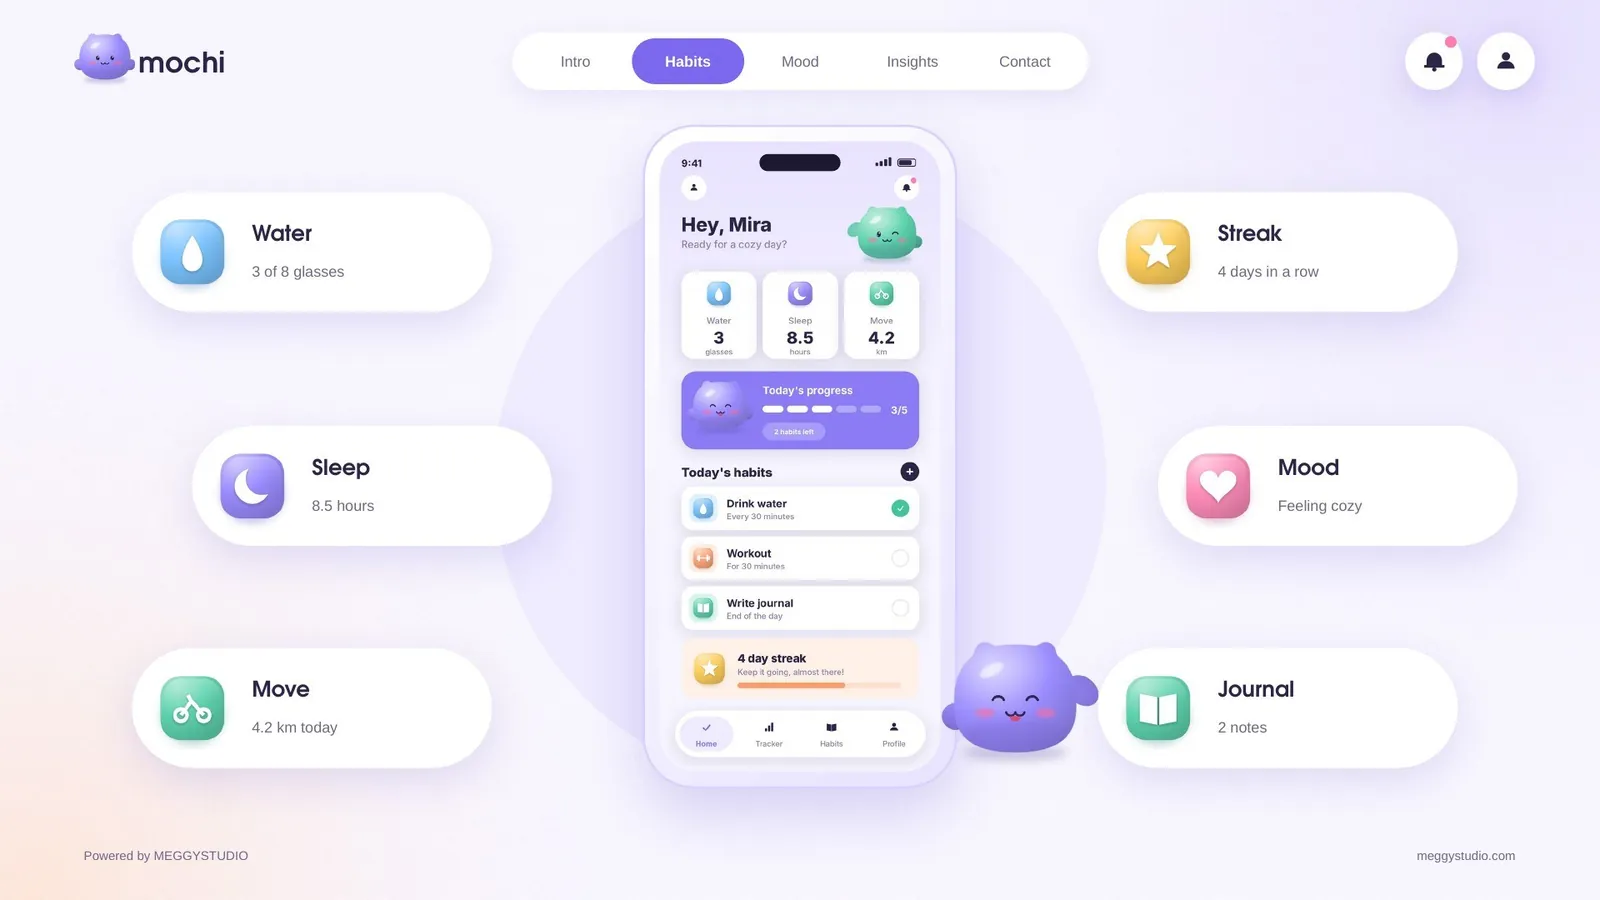 mochi
Intro
Habits
Mood
Insights
Contact
Water
3 of 8 glasses
Sleep
8.5 hours
Move
4.2 km today
9:41
Hey, Mira
Ready for a cozy day?
Water
3
glasses
Sleep
8.5
hours
Move
4.2
km
Today's progress
3/5
2 habits left
Today's habits
Drink water
Every 30 minutes
Workout
For 30 minutes
Write journal
End of the day
4 day streak
Keep it going, almost there!
Home
Tracker
Habits
Profile
Streak
4 days in a row
Mood
Feeling cozy
Journal
2 notes
Powered by MEGGYSTUDIO
meggystudio.com